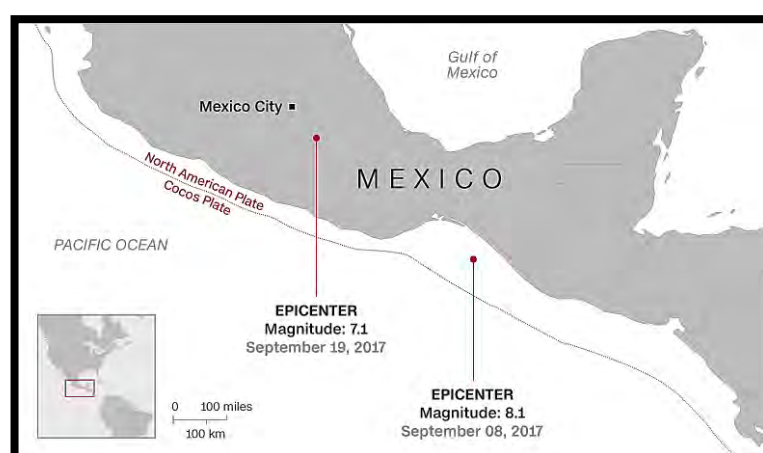 Gulf of
Mexico
Mexico City
MEXICO
North American Plate
Cocos Plate
PACIFIC OCEAN
EPICENTER
Magnitude: 7.1
September 19, 2017
EPICENTER
Magnitude: 8.1
September 08, 2017
0 100 miles
100 km